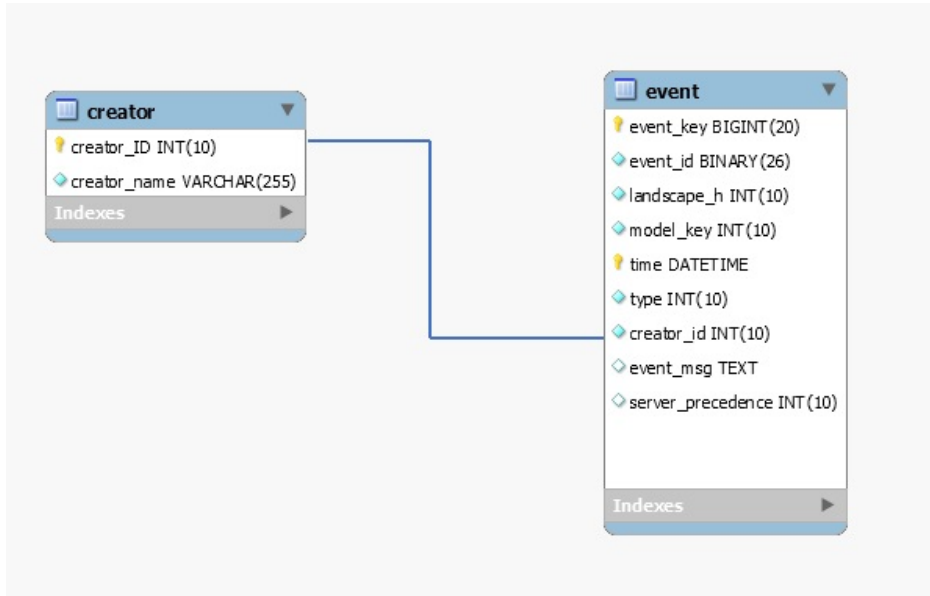 creator
creator_ID INT(10)
creator_name VARCHAR(255)
Indexes
event
event_key BIGINT(20)
event_id BINARY(26)
landscape_h INT(10)
model_key INT(10)
time DATETIME
type INT(10)
creator_id INT(10)
event_msg TEXT
server_precedence INT(10)
Indexes